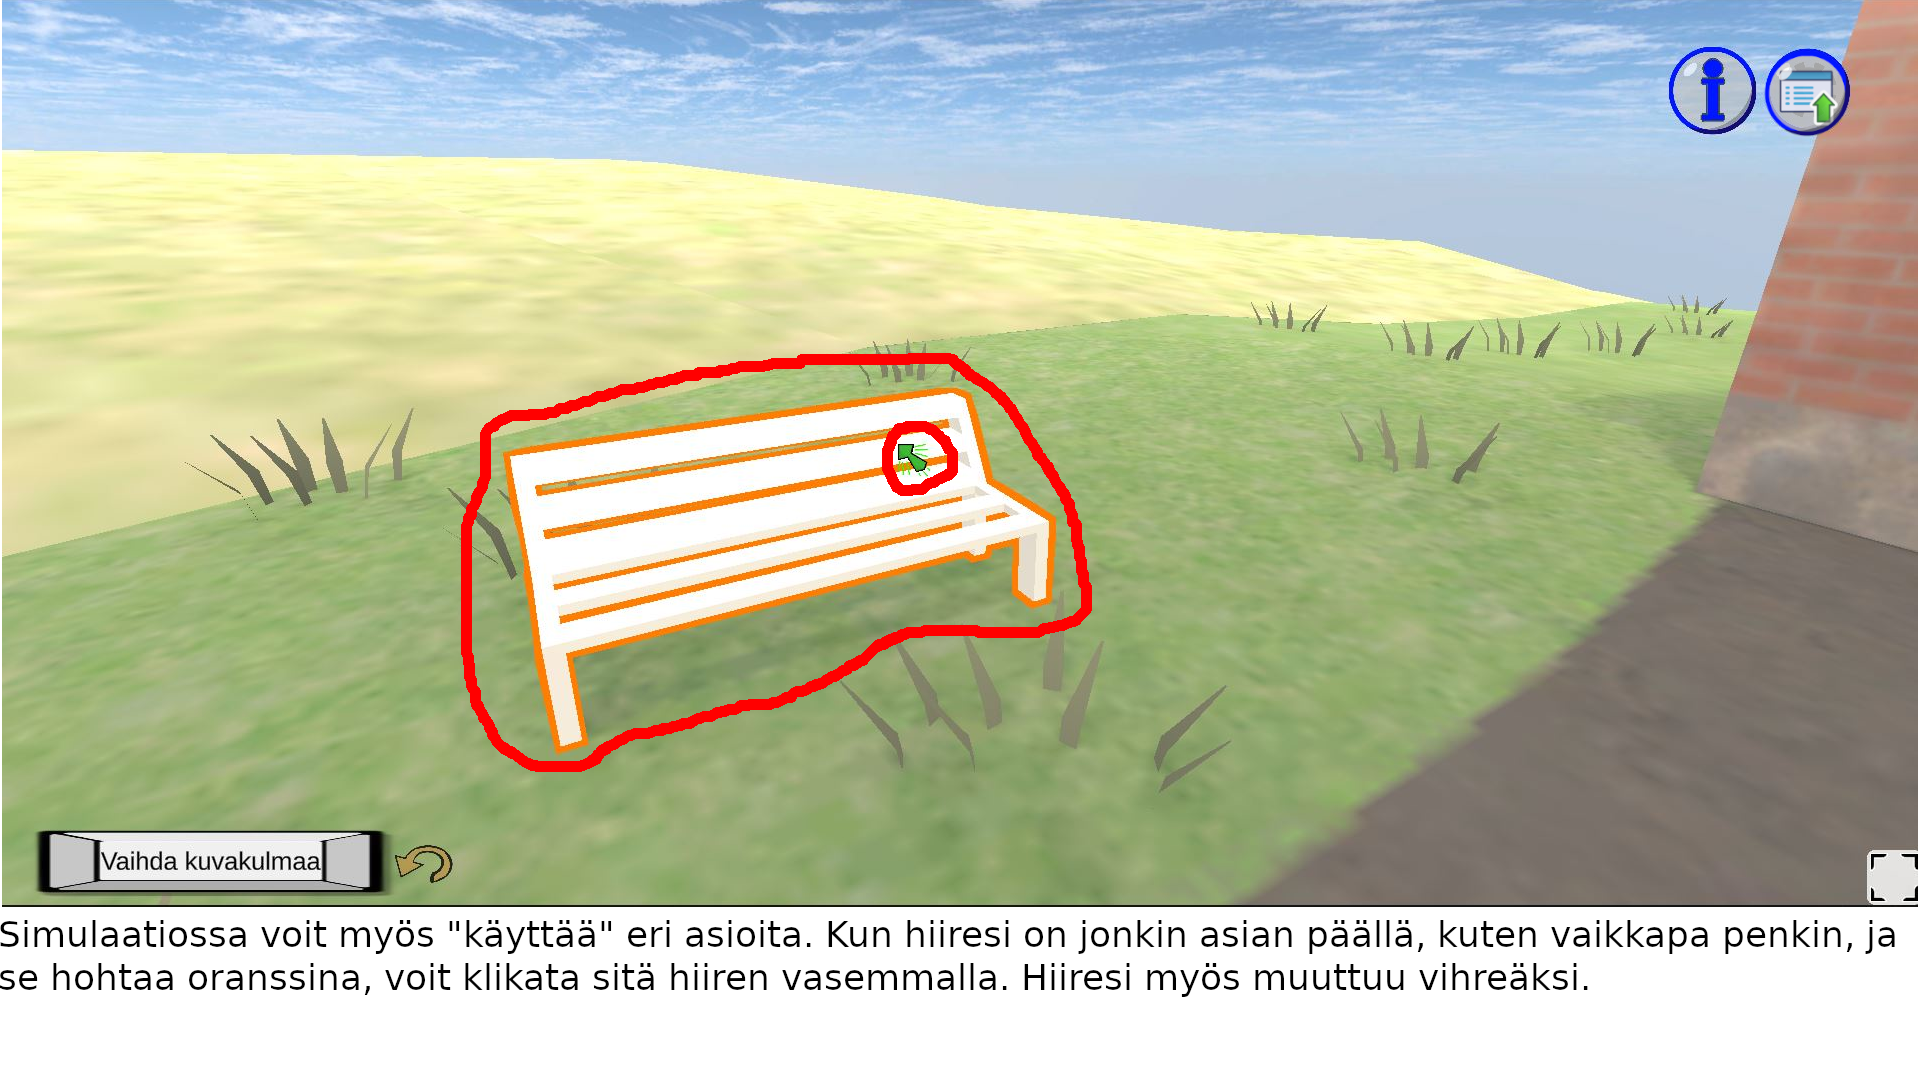 Vaihda kuvakulmaa
Simulaatiossa voit myös "käyttää" eri asioita. Kun hiiresi on jonkin asian päällä, kuten vaikkapa penkin, ja
se hohtaa oranssina, voit klikata sitä hiiren vasemmalla. Hiiresi myös muuttuu vihreäksi.